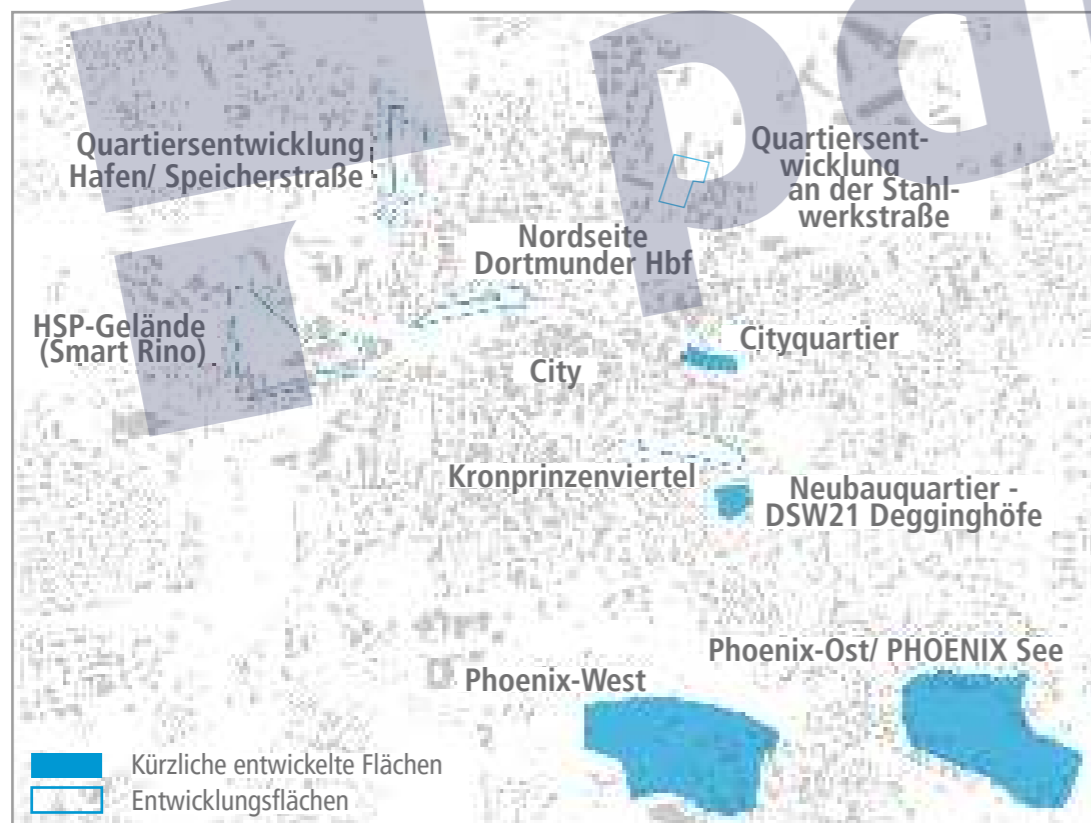 Quartiersentwicklung
Hafen/ Speicherstraße
Quartiersent-
wicklung
an der Stahl-
werkstraße
Nordseite
Dortmunder Hbf
HSP-Gelände
(Smart Rino)
Cityquartier
City
Kronprinzenviertel
Neubauquartier -
DSW21 Degginghöfe
Phoenix-Ost/ PHOENIX See
Phoenix-West
Kürzliche entwickelte Flächen
Entwicklungsflächen